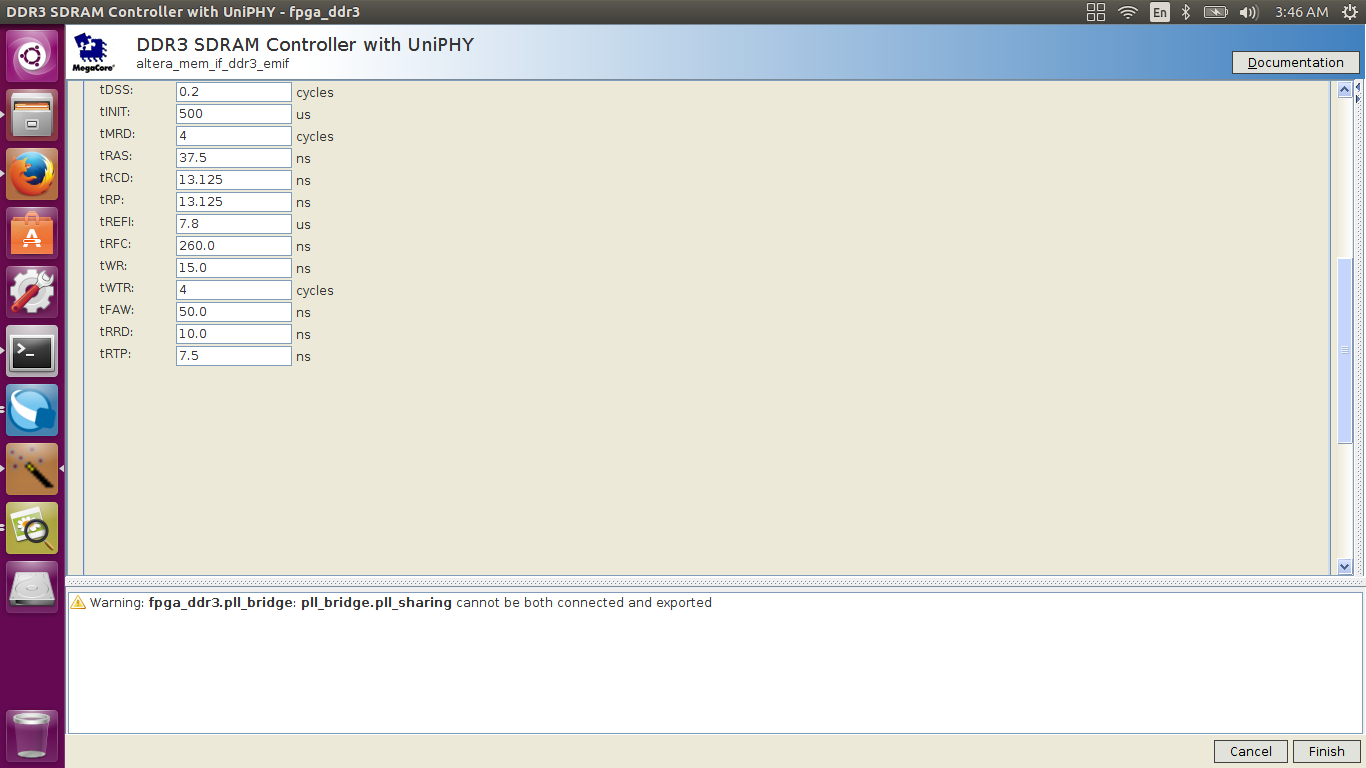 DDR3 SDRAM Controller with UniPHY - fpga_ddr3
En
3:46 AM
DDR3 SDRAM Controller with UniPHY
altera_mem_if_ddr3_emif
MegaCore®
Documentation
tDSS: 0.2 cycles
tINIT: 500 us
tMRD: 4 cycles
tRAS: 37.5 ns
tRCD: 13.125 ns
tRP: 13.125 ns
tREFI: 7.8 us
tRFC: 260.0 ns
tWR: 15.0 ns
tWTR: 4 cycles
tFAW: 50.0 ns
tRRD: 10.0 ns
tRTP: 7.5 ns
Warning: fpga_ddr3.pll_bridge: pll_bridge.pll_sharing cannot be both connected and exported
Cancel Finish